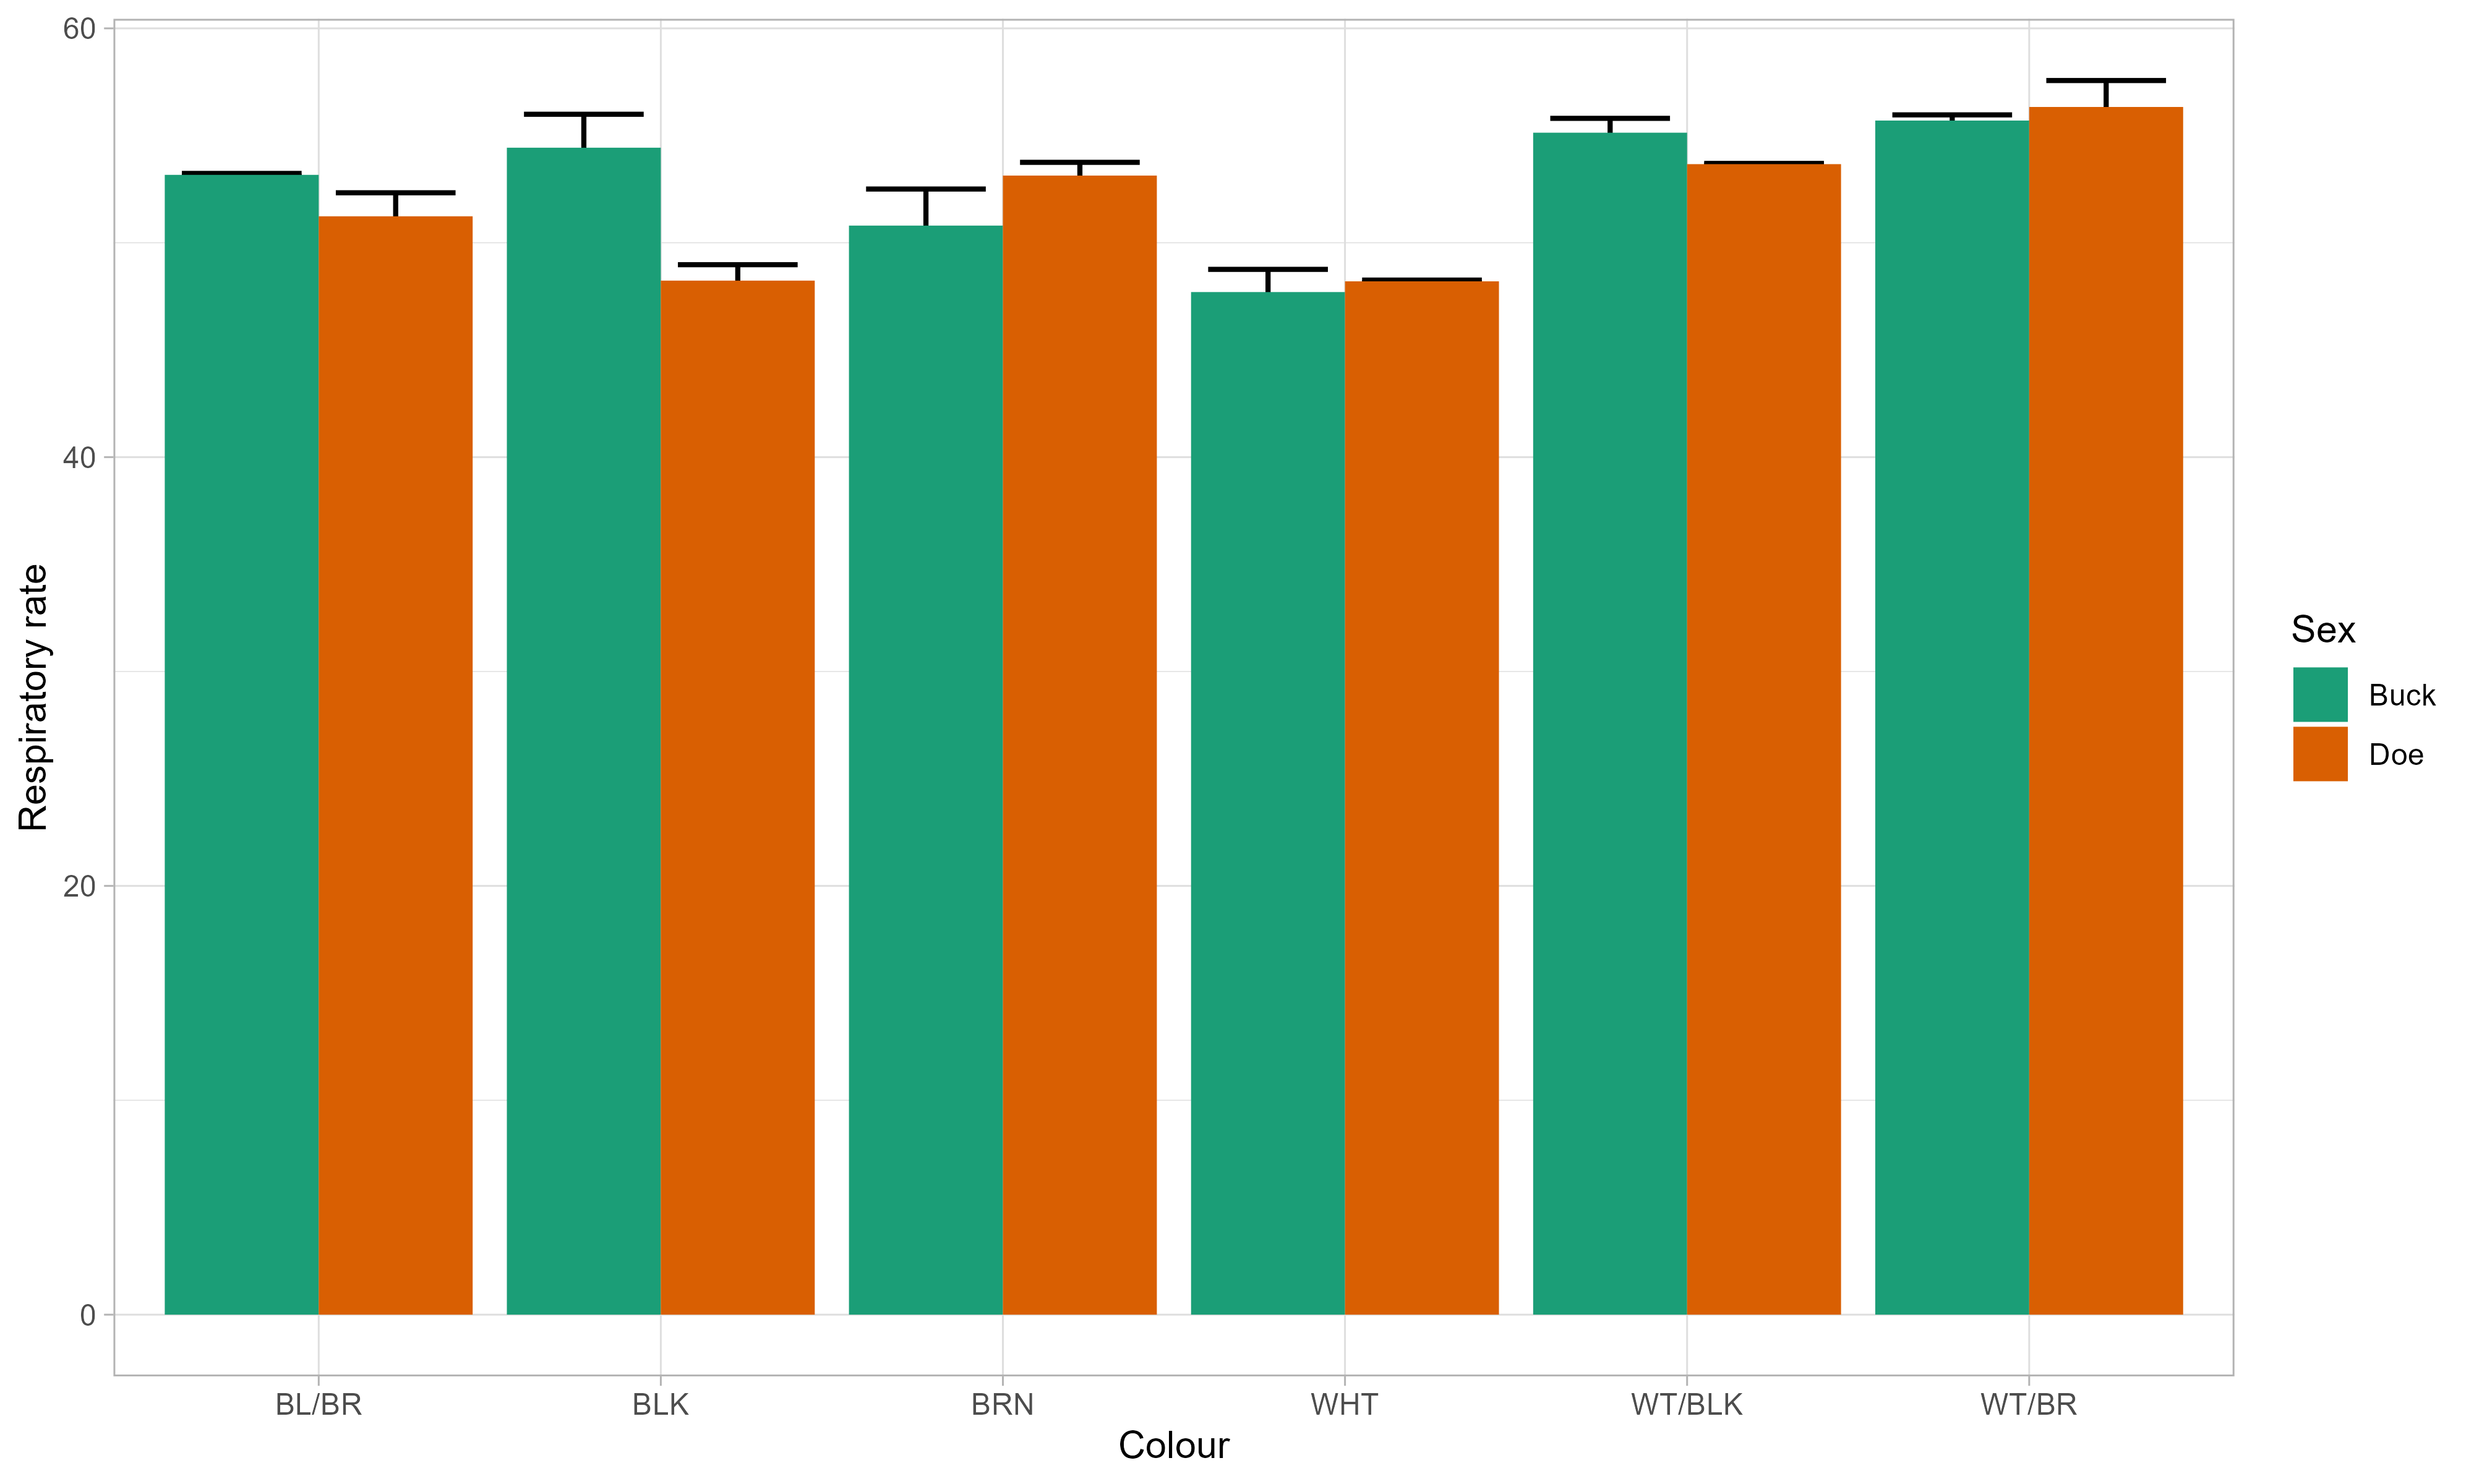 60
40
20
0
Respiratory rate
BL/BR
BLK
BRN
WHT
WT/BLK
WT/BR
Colour
Sex
Buck
Doe